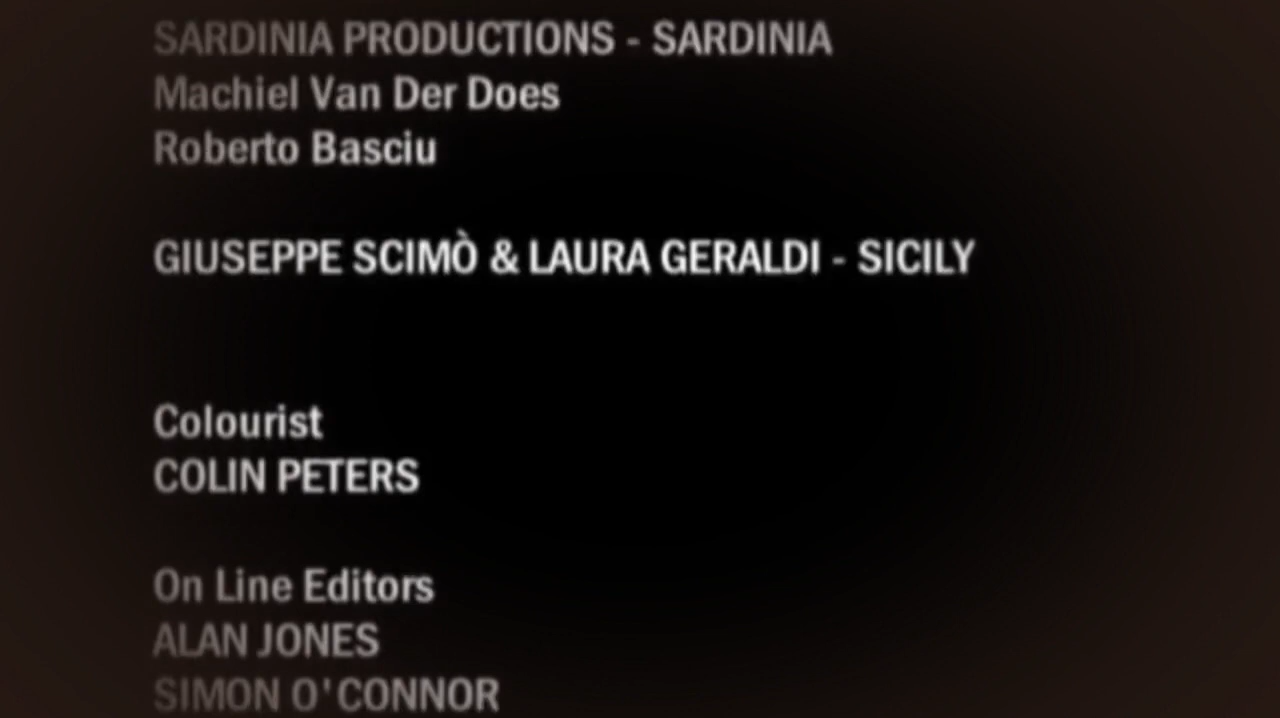 SARDINIA PRODUCTIONS - SARDINIA
Machiel Van Der Does
Roberto Basciu
GIUSEPPE SCIMÒ & LAURA GERALDI - SICILY
Colourist
COLIN PETERS
On Line Editors
ALAN JONES
SIMON O'CONNOR